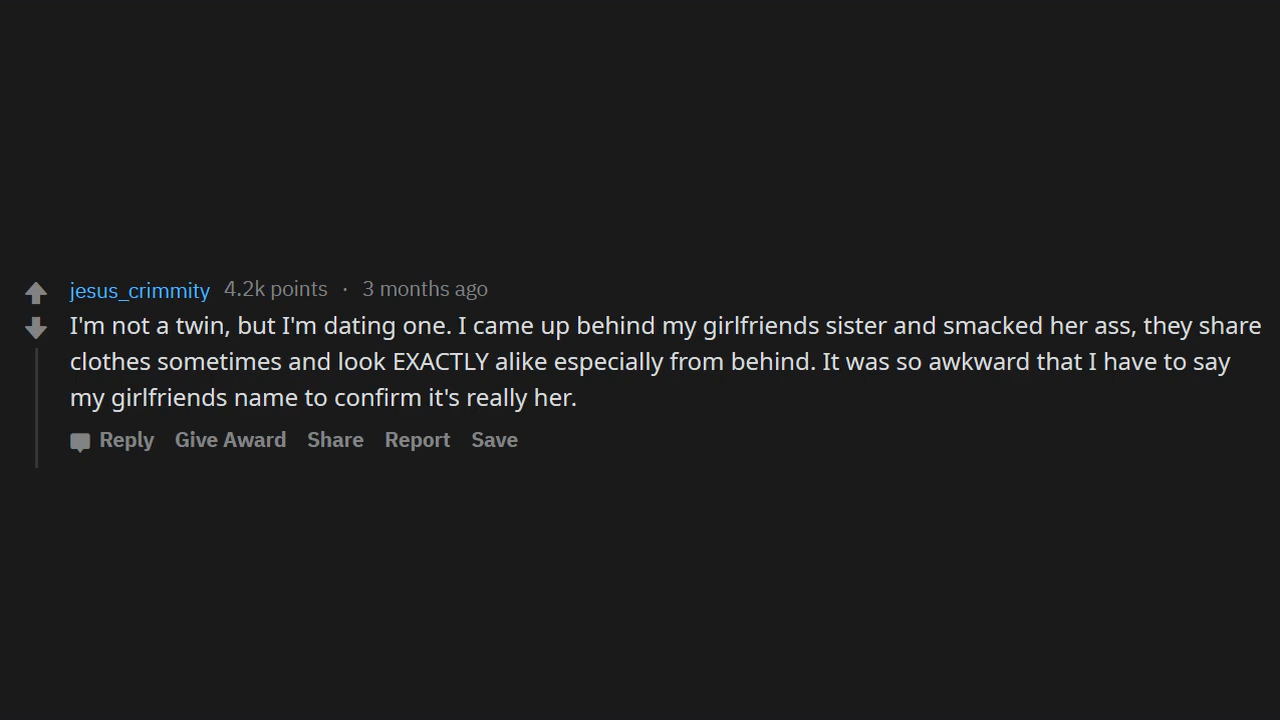 jesus_crimmity 4.2k points · 3 months ago
I'm not a twin, but I'm dating one. I came up behind my girlfriends sister and smacked her ass, they share
clothes sometimes and look EXACTLY alike especially from behind. It was so awkward that I have to say
my girlfriends name to confirm it's really her.
Reply Give Award Share Report Save